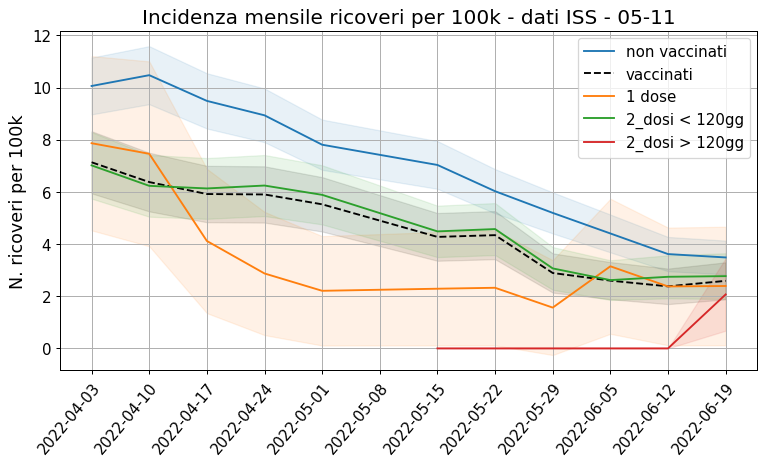 Incidenza mensile ricoveri per 100k - dati ISS - 05-11
N. ricoveri per 100k
12
10
8
6
4
2
0
non vaccinati
vaccinati
1 dose
2_dosi < 120gg
2_dosi > 120gg
2022-04-03
2022-04-10
2022-04-17
2022-04-24
2022-05-01
2022-05-08
2022-05-15
2022-05-22
2022-05-29
2022-06-05
2022-06-12
2022-06-19